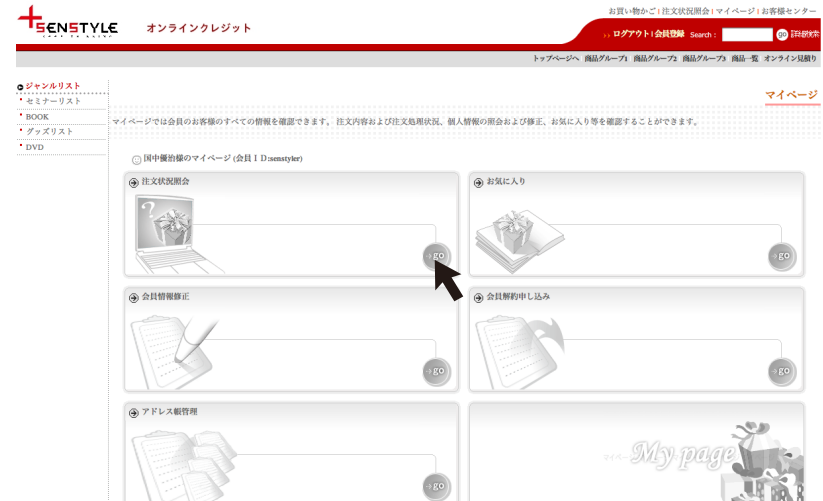 お買い物かご | 注文状況照会 | マイページ | お客様センター
SENSTYLE オンラインクレジット
ログアウト | 会員登録 Search : go 詳細検索
トップページへ 商品グループ1 商品グループ2 商品グループ3 商品一覧 オンライン見積り
ジャンルリスト
セミナーリスト
BOOK
グッズリスト
DVD
マイページ
マイページでは会員のお客様のすべての情報を確認できます。 注文内容および注文処理状況、個人情報の照会および修正、お気に入り等を確認することができます。
国中優治様のマイページ (会員ID:senstyler)
注文状況照会
?
go
お気に入り
go
会員情報修正
go
会員解約申し込み
go
アドレス帳管理
go
マイページ My page